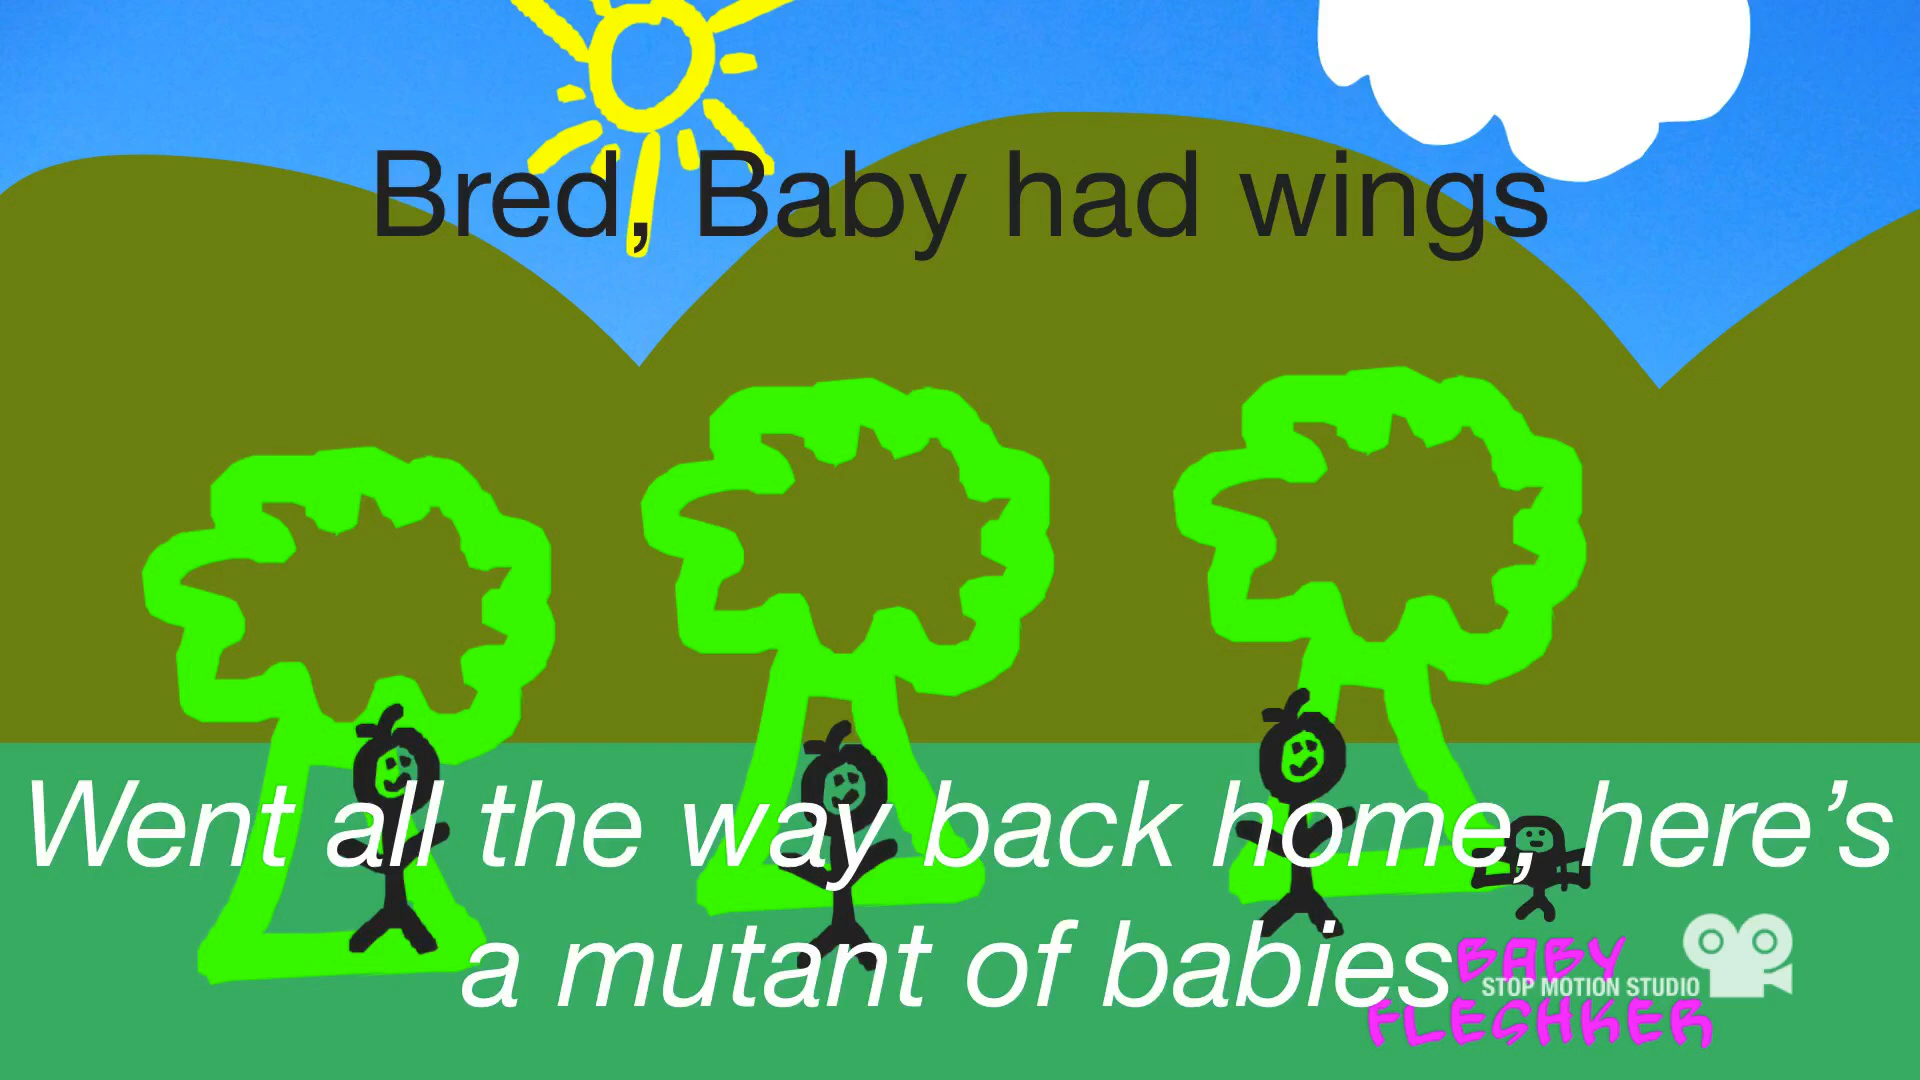 Bred, Baby had wings
Went all the way back home, here’s
a mutant of babies
BABY
STOP MOTION STUDIO
FLESHKER